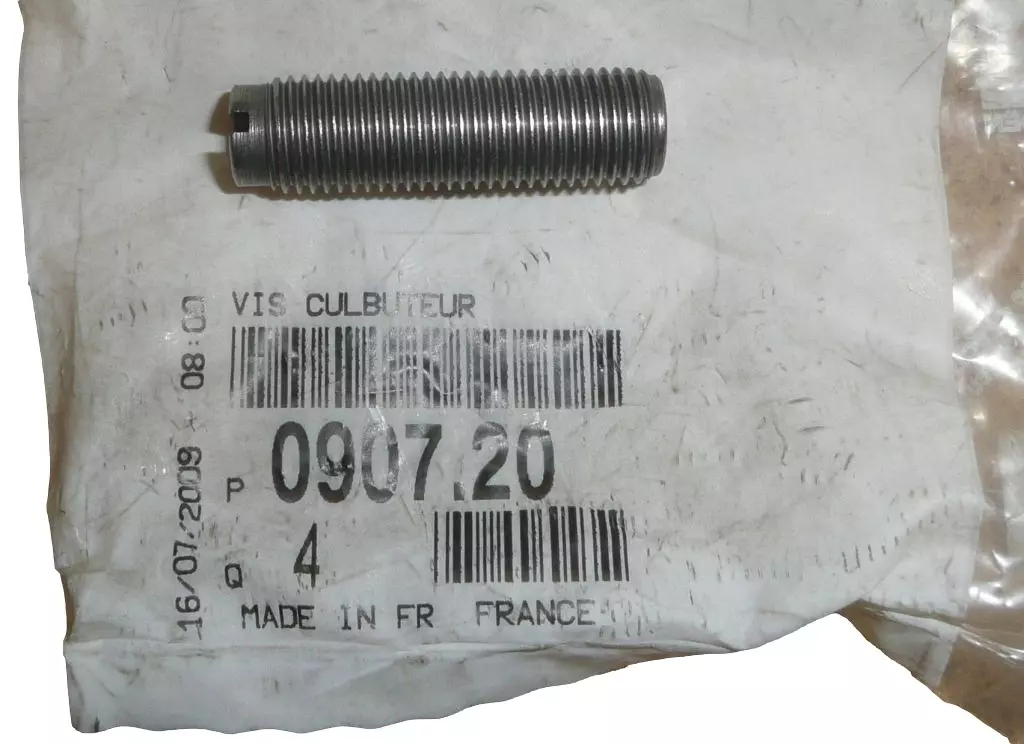 VIS CULBUTEUR
P 0907.20
Q 4
MADE IN FR FRANCE
16/07/2009 - 08:00